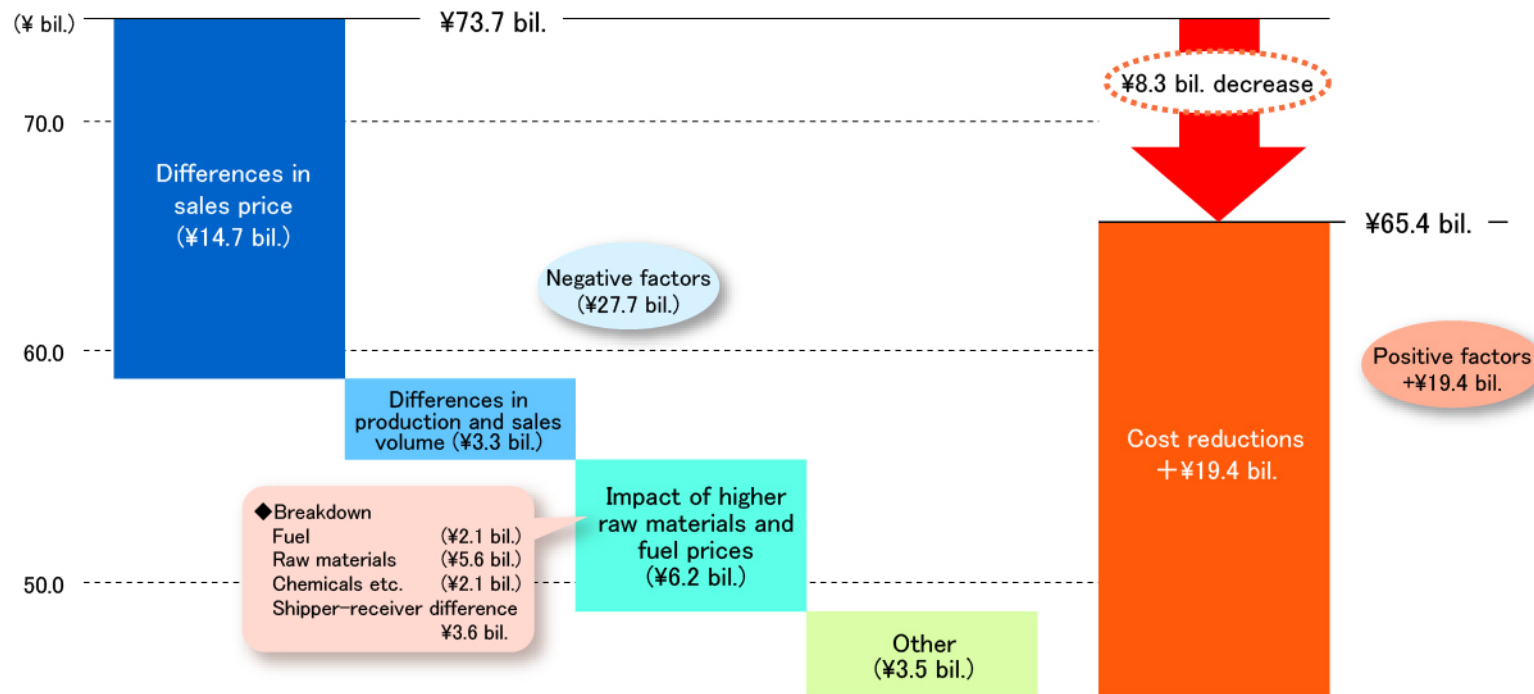 (¥ bil.)
¥73.7 bil.
¥8.3 bil. decrease
70.0
Differences in
sales price
(¥14.7 bil.)
¥65.4 bil. —
Negative factors
(¥27.7 bil.)
60.0
Positive factors
+¥19.4 bil.
Differences in
production and sales
volume (¥3.3 bil.)
Cost reductions
+¥19.4 bil.
Impact of higher
raw materials and
fuel prices
(¥6.2 bil.)
◆Breakdown
Fuel (¥2.1 bil.)
Raw materials (¥5.6 bil.)
Chemicals etc. (¥2.1 bil.)
Shipper-receiver difference
¥3.6 bil.
50.0
Other
(¥3.5 bil.)